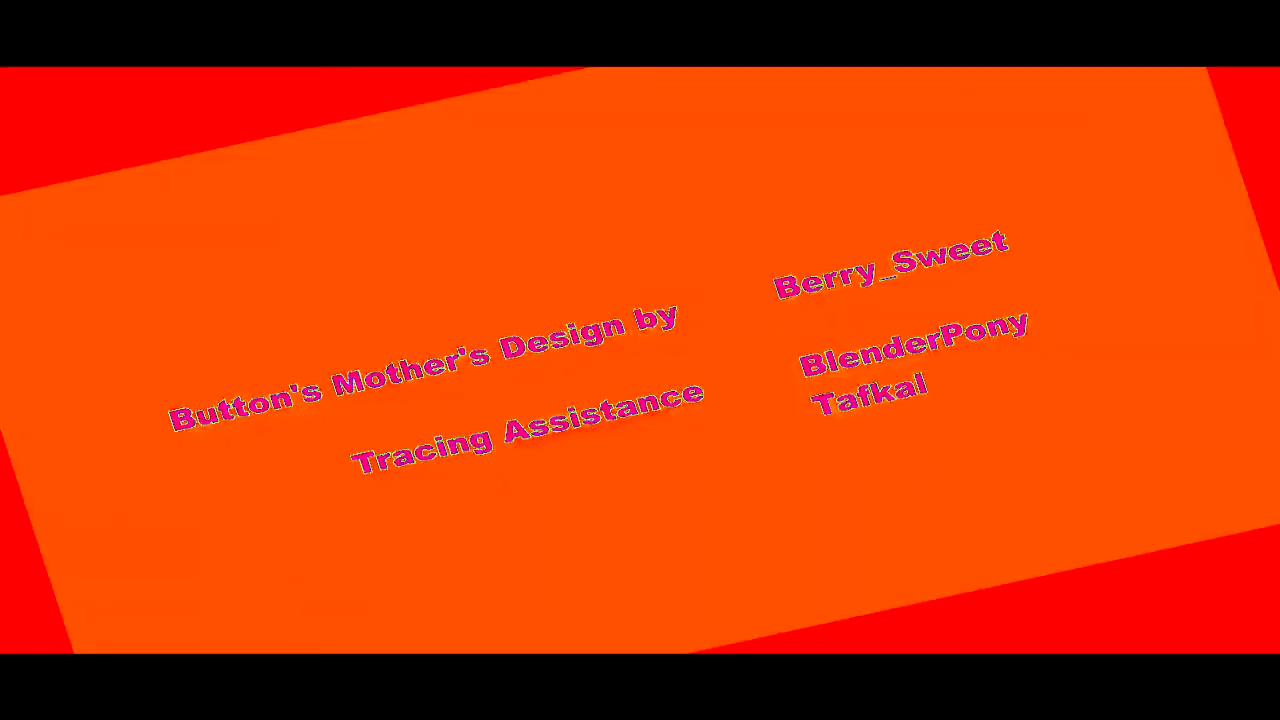 Button's Mother's Design by Berry_Sweet
Tracing Assistance BlenderPony
Tafkal